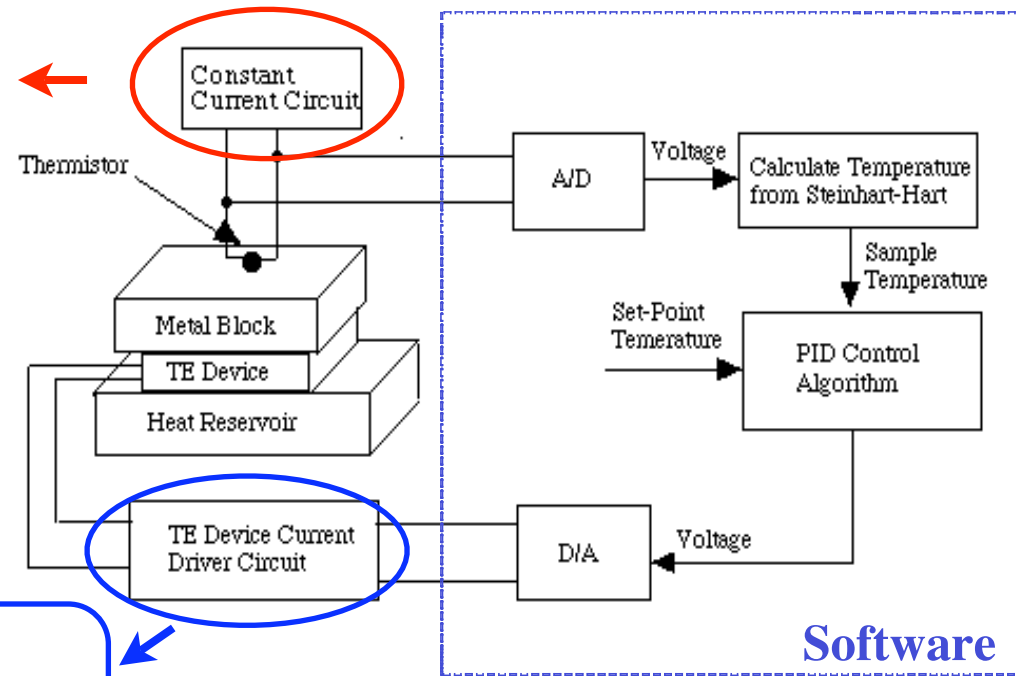 Constant
Current Circuit
Thermistor
A/D
Voltage
Calculate Temperature
from Steinhart-Hart
Sample
Temperature
Set-Point
Temerature
PID Control
Algorithm
Metal Block
TE Device
Heat Reservoir
TE Device Current
Driver Circuit
D/A
Voltage
Software